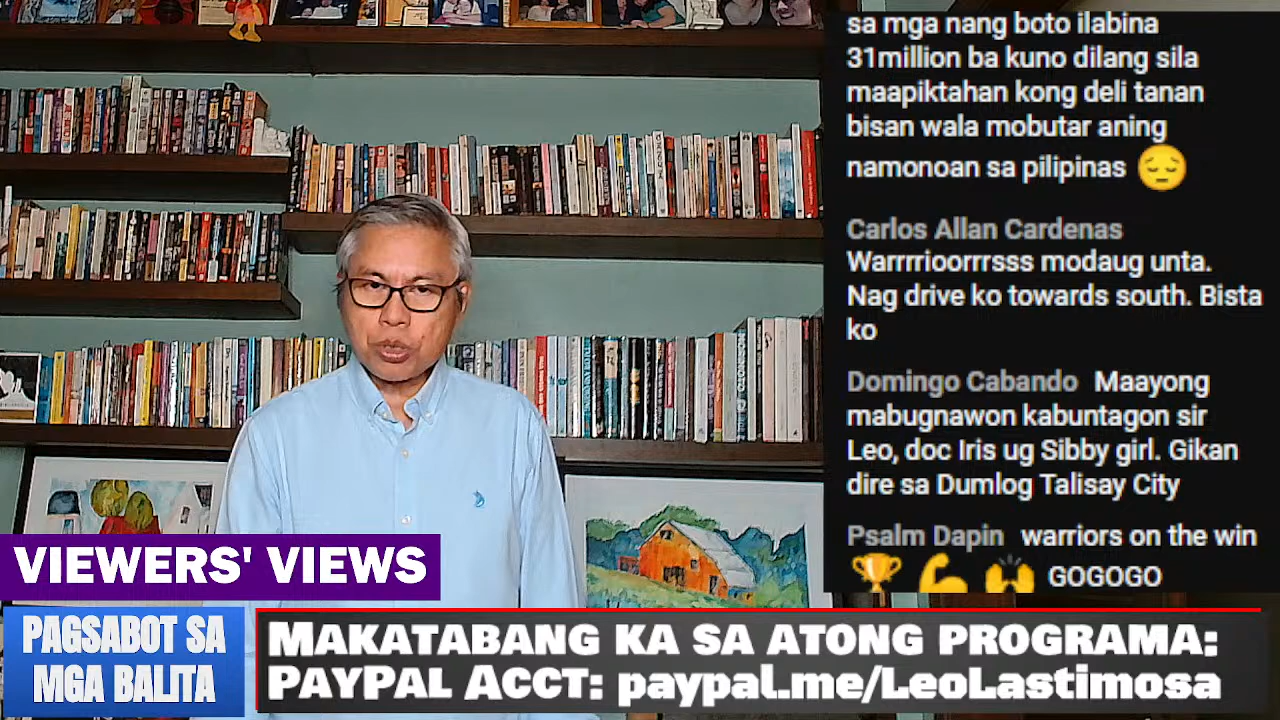 sa mga nang boto ilabina
31million ba kuno dilang sila
maapiktahan kong deli tanan
bisan wala mobutar aning
namonoan sa pilipinas 😔
Carlos Allan Cardenas
Warrrrioorrrsss modaug unta.
Nag drive ko towards south. Bista
ko
Domingo Cabando Maayong
mabugnawon kabuntagon sir
Leo, doc Iris ug Sibby girl. Gikan
dire sa Dumlog Talisay City
Psalm Dapin warriors on the win
🏆 💪 🙌 GOGOGO
VIEWERS' VIEWS
PAGSABOT SA
MGA BALITA
MAKATABANG KA SA ATONG PROGRAMA:
PAYPAL ACCT: paypal.me/LeoLastimosa